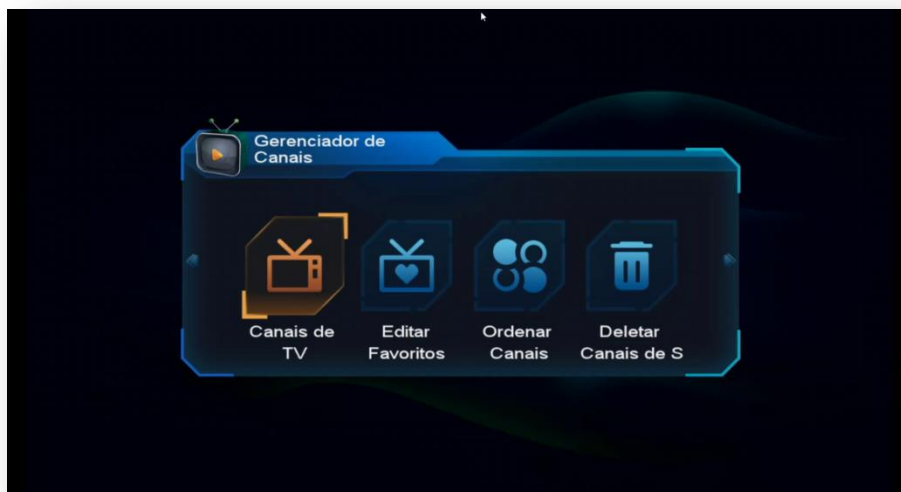 Gerenciador de
Canais
Canais de
TV
Editar
Favoritos
Ordenar
Canais
Deletar
Canais de S